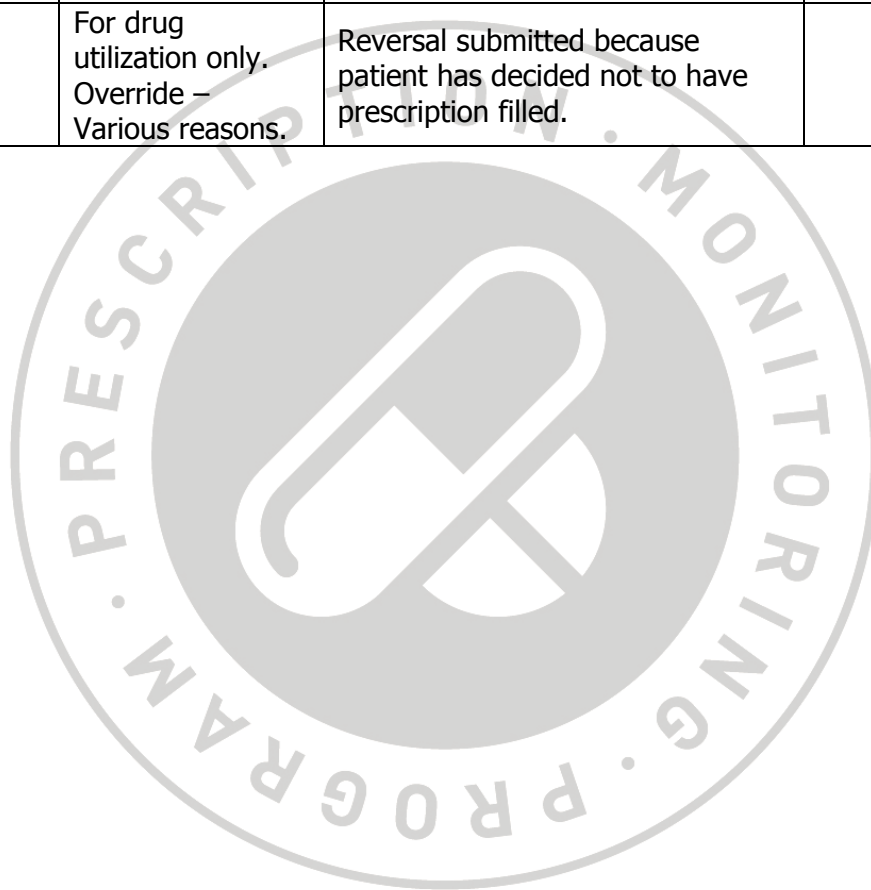 For drug
utilization only.
Override –
Various reasons.
Reversal submitted because
patient has decided not to have
prescription filled.
PRESCRIPTION · MONITORING · PROGRAM ·